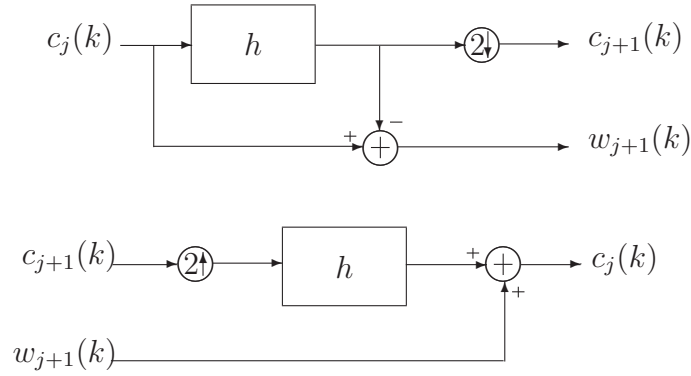 c_j(k) h 2↓ c_{j+1}(k)
−
+ + w_{j+1}(k)
c_{j+1}(k) 2↑ h + + c_j(k)
+
w_{j+1}(k)